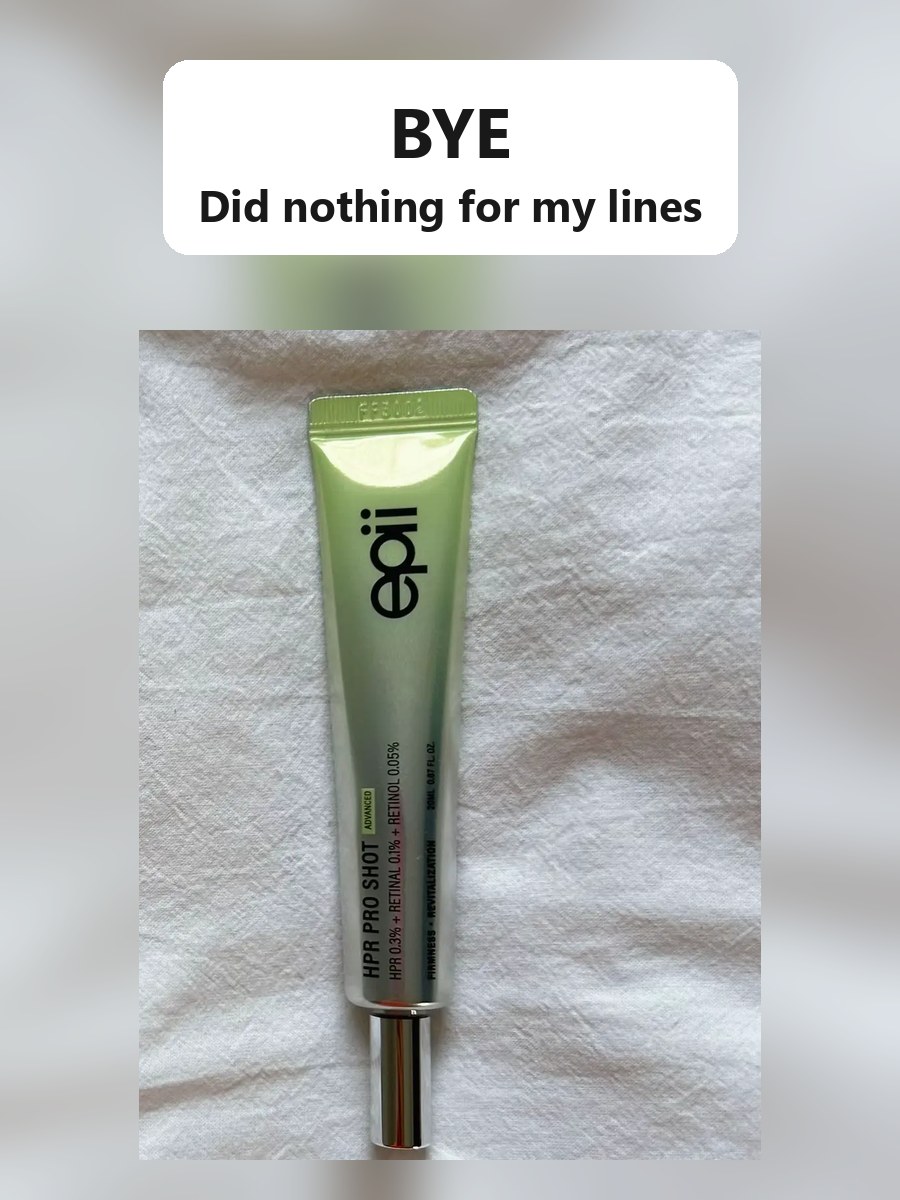 BYE
Did nothing for my lines
epii
HPR PRO SHOT ADVANCED
HPR 0.3% + RETINAL 0.1% + RETINOL 0.05%
FIRMNESS + REVITALIZATION 20ML 0.67 FL. OZ.